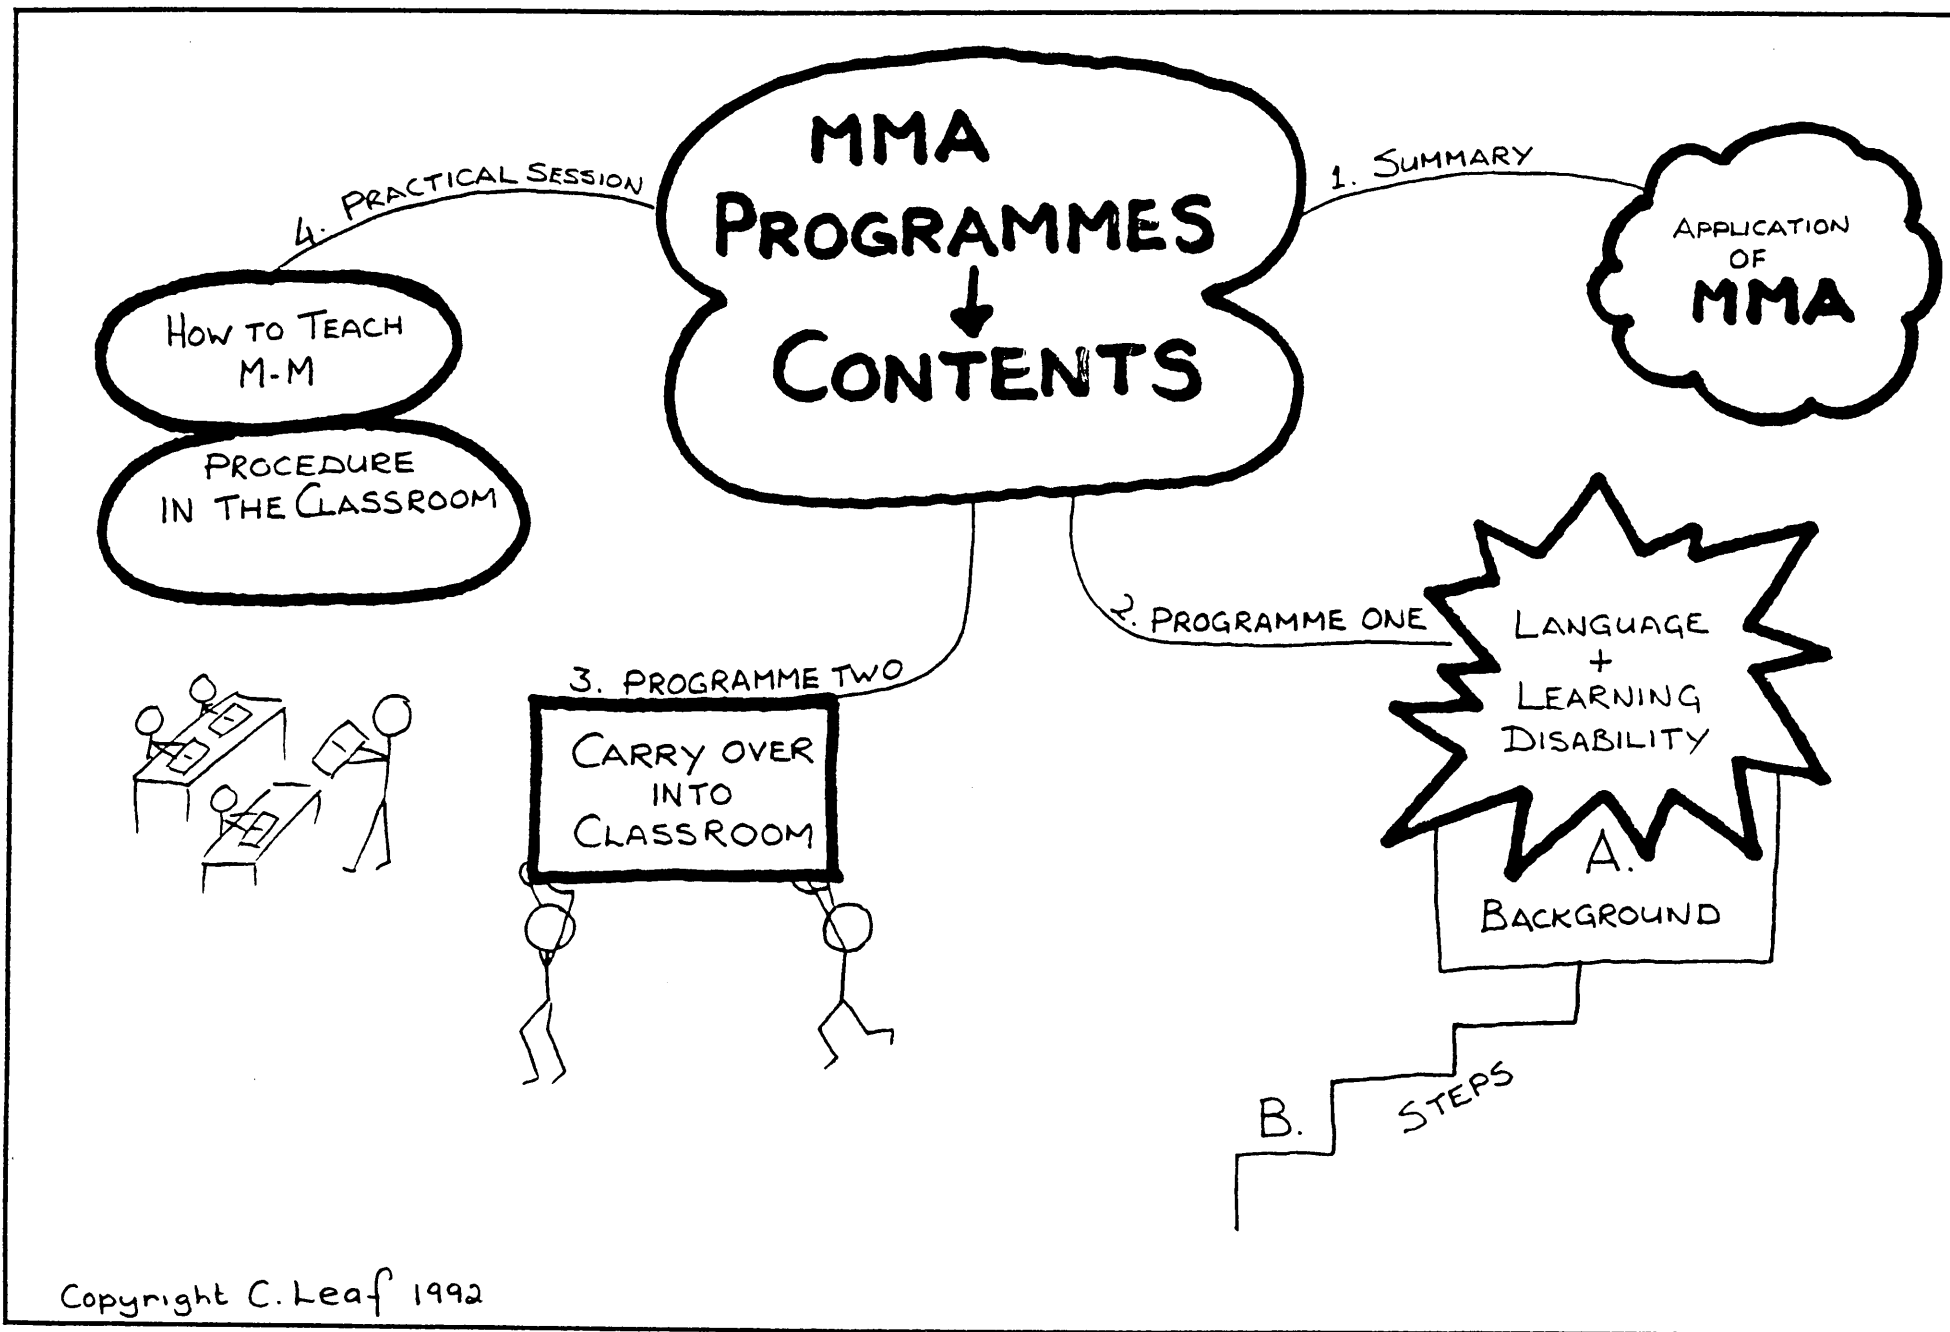 MMA
PROGRAMMES
CONTENTS
1. SUMMARY
APPLICATION
OF
MMA
2. PROGRAMME ONE
LANGUAGE
+
LEARNING
DISABILITY
A.
BACKGROUND
B.
STEPS
3. PROGRAMME TWO
CARRY OVER
INTO
CLASSROOM
4. PRACTICAL SESSION
HOW TO TEACH
M-M
PROCEDURE
IN THE CLASSROOM
Copyright C. Leaf 1992